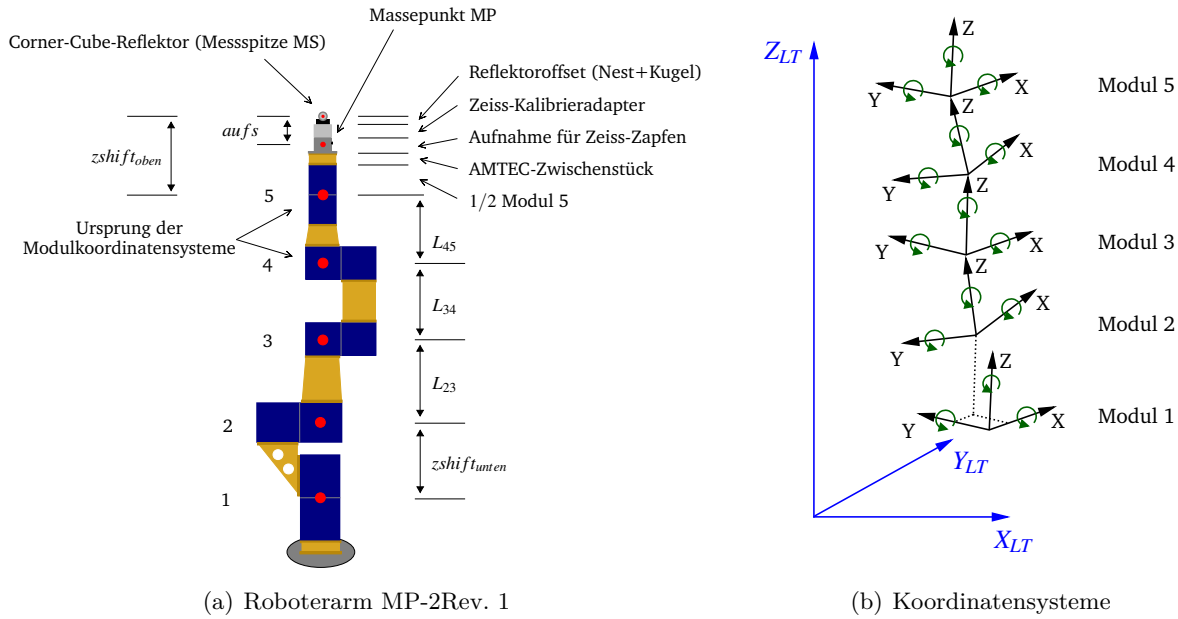 Massepunkt MP
Corner-Cube-Reflektor (Messspitze MS)
Reflektoroffset (Nest+Kugel)
Zeiss-Kalibrieradapter
Aufnahme für Zeiss-Zapfen
AMTEC-Zwischenstück
1/2 Modul 5
aufs
zshift_oben
5
Ursprung der
Modulkoordinatensysteme
4
3
2
1
L_45
L_34
L_23
zshift_unten
(a) Roboterarm MP-2Rev. 1
Z_LT
Z
Y
X
Modul 5
Z
Y
X
Modul 4
Z
Y
X
Modul 3
Z
Y
X
Modul 2
Z
Y
X
Modul 1
Y_LT
X_LT
(b) Koordinatensysteme